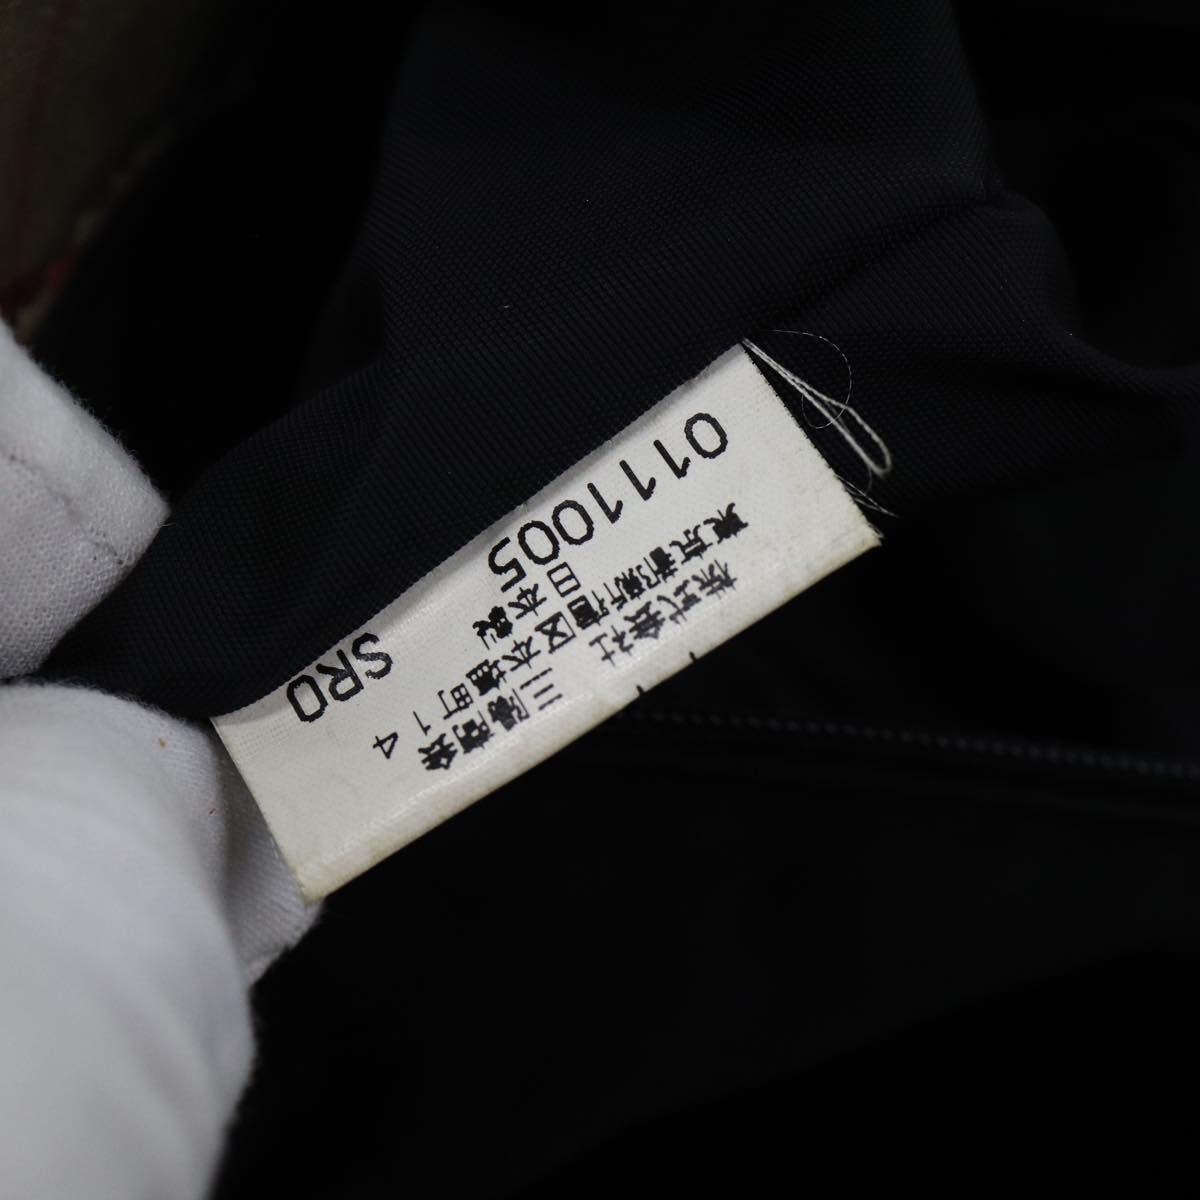 株式会社 三陽商会
東京都新宿区本塩町14
日本製
0111005 SRO